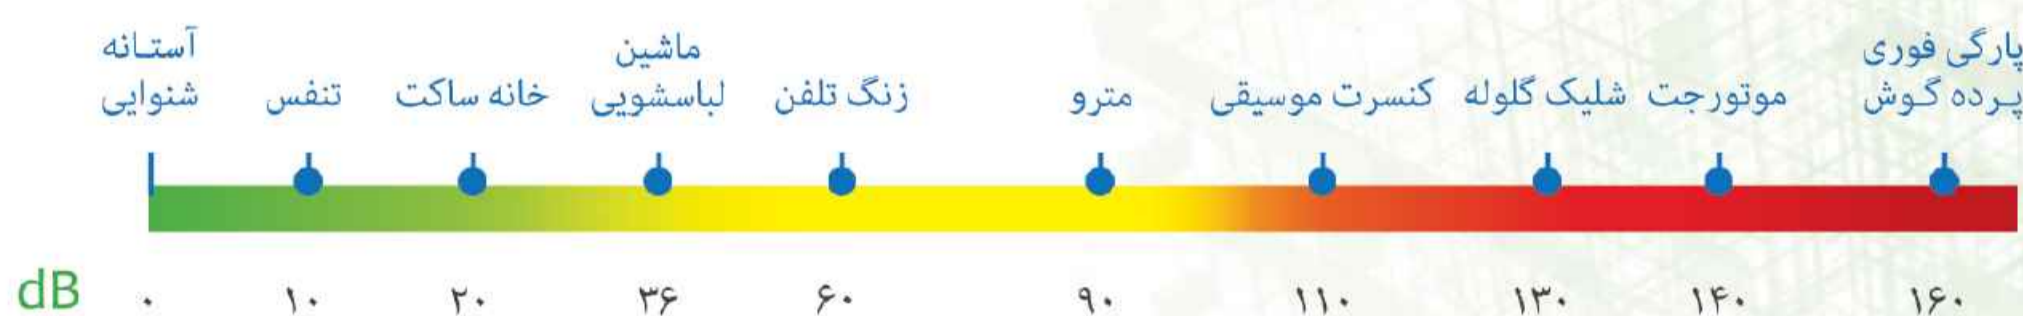 آستانه
شنوایی
تنفس
خانه ساکت
ماشین
لباسشویی
زنگ تلفن
مترو
کنسرت موسیقی
شلیک گلوله
موتورجت
پارگی فوری
پرده گوش
dB ۰ ۱۰ ۲۰ ۳۶ ۶۰ ۹۰ ۱۱۰ ۱۳۰ ۱۴۰ ۱۶۰